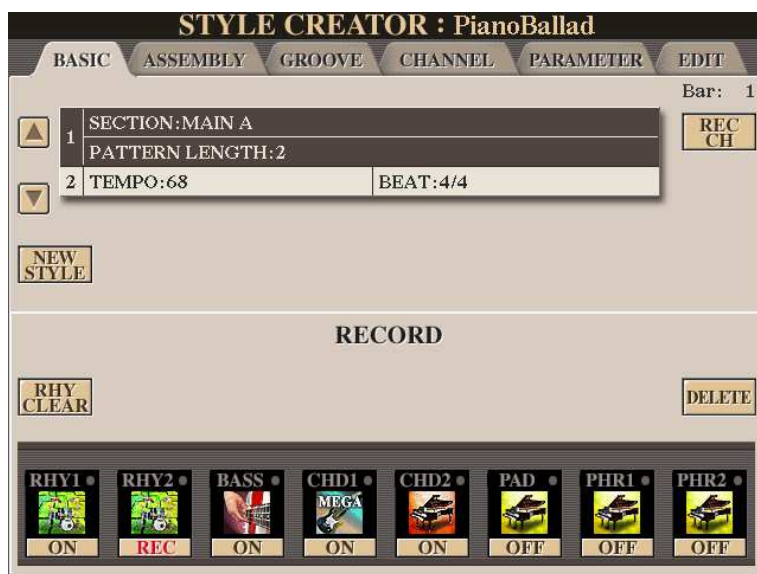 STYLE CREATOR : PianoBallad
BASIC ASSEMBLY GROOVE CHANNEL PARAMETER EDIT
Bar: 1
1 SECTION:MAIN A
PATTERN LENGTH:2
REC CH
2 TEMPO:68 BEAT:4/4
NEW STYLE
RECORD
RHY CLEAR
DELETE
RHY1 RHY2 BASS CHD1 CHD2 PAD PHR1 PHR2
MEGA
ON REC ON ON ON OFF OFF OFF